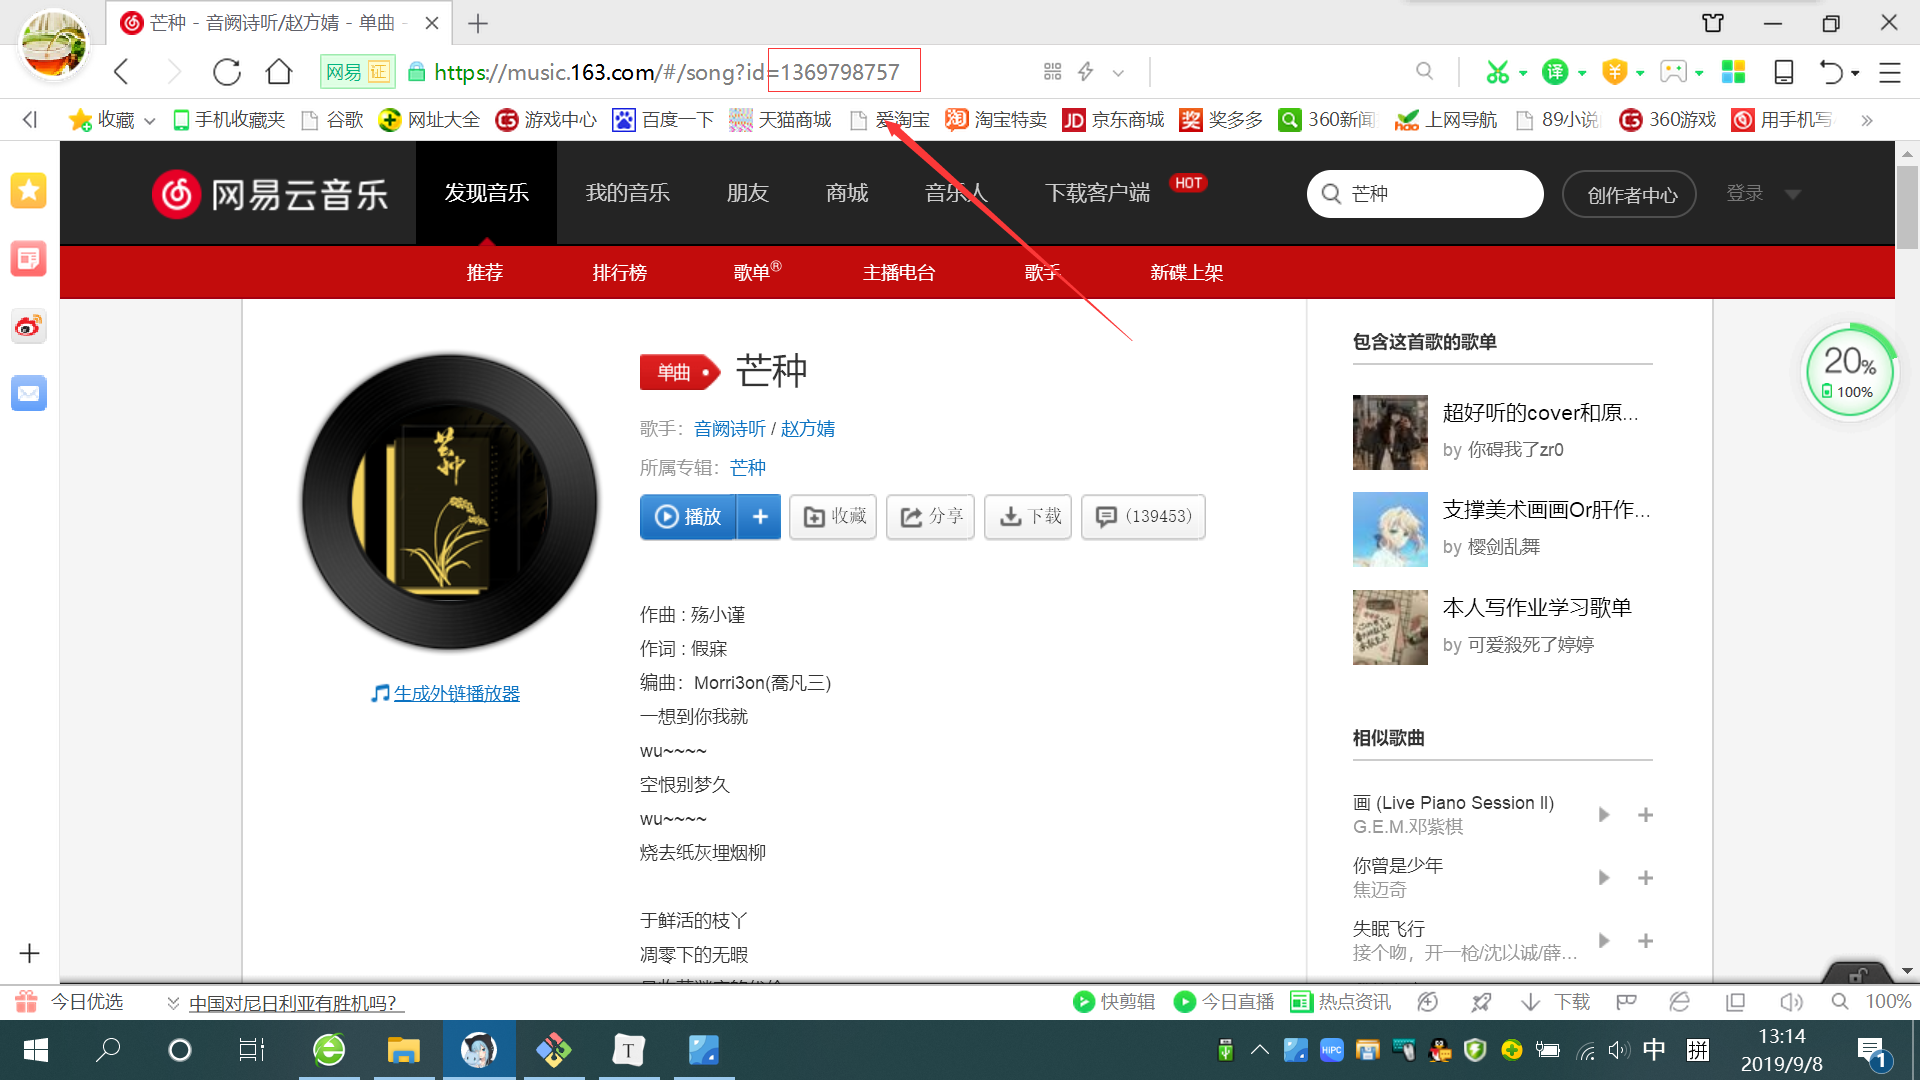 芒种 - 音阙诗听/赵方婧 - 单曲 -
网易 证 https://music.163.com/#/song?id=1369798757
译
收藏 手机收藏夹 谷歌 网址大全 游戏中心 百度一下 天猫商城 爱淘宝 淘宝特卖 京东商城 奖多多 360新闻 上网导航 89小说 360游戏 用手机写
网易云音乐 发现音乐 我的音乐 朋友 商城 音乐人 下载客户端 HOT 芒种 创作者中心 登录
推荐 排行榜 歌单® 主播电台 歌手 新碟上架
单曲 芒种
歌手：音阙诗听 / 赵方婧
所属专辑：芒种
播放 收藏 分享 下载 (139453)
芒种
生成外链播放器
作曲 : 殇小谨
作词 : 假寐
编曲：Morri3on(喬凡三)
一想到你我就
wu~~~~
空恨别梦久
wu~~~~
烧去纸灰埋烟柳
于鲜活的枝丫
凋零下的无暇
包含这首歌的歌单
超好听的cover和原...
by 你碍我了zr0
支撑美术画画Or肝作...
by 樱剑乱舞
本人写作业学习歌单
by 可爱殺死了婷婷
相似歌曲
画 (Live Piano Session II)
G.E.M.邓紫棋
你曾是少年
焦迈奇
失眠飞行
接个吻，开一枪/沈以诚/薛...
20%
100%
今日优选 中国对尼日利亚有胜机吗?
快剪辑 今日直播 热点资讯 下载 100%
T
HIPC
中 拼
13:14
2019/9/8
1